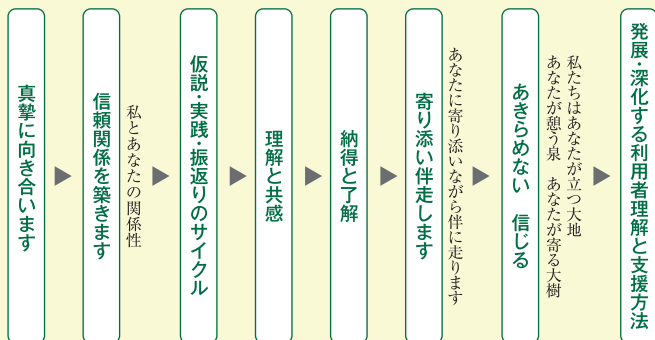 真摯に向き合います
信頼関係を築きます
私とあなたの関係性
仮説・実践・振返りのサイクル
理解と共感
納得と了解
寄り添い伴走します
あなたに寄り添いながら伴に走ります
あきらめない　信じる
私たちはあなたが立つ大地
あなたが憩う泉　あなたが寄る大樹
発展・深化する利用者理解と支援方法